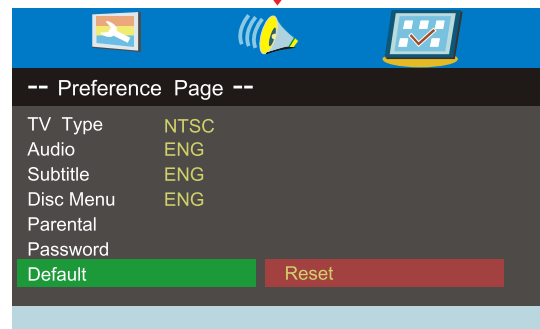 -- Preference Page --
TV Type NTSC
Audio ENG
Subtitle ENG
Disc Menu ENG
Parental
Password
Default Reset